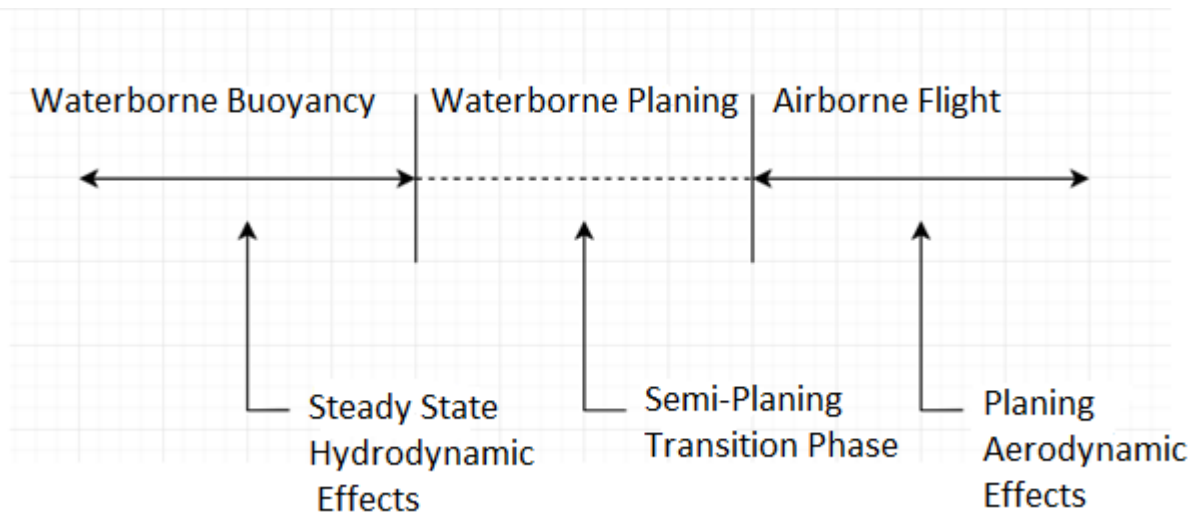 Waterborne Buoyancy
Waterborne Planing
Airborne Flight
Steady State
Hydrodynamic
Effects
Semi-Planing
Transition Phase
Planing
Aerodynamic
Effects